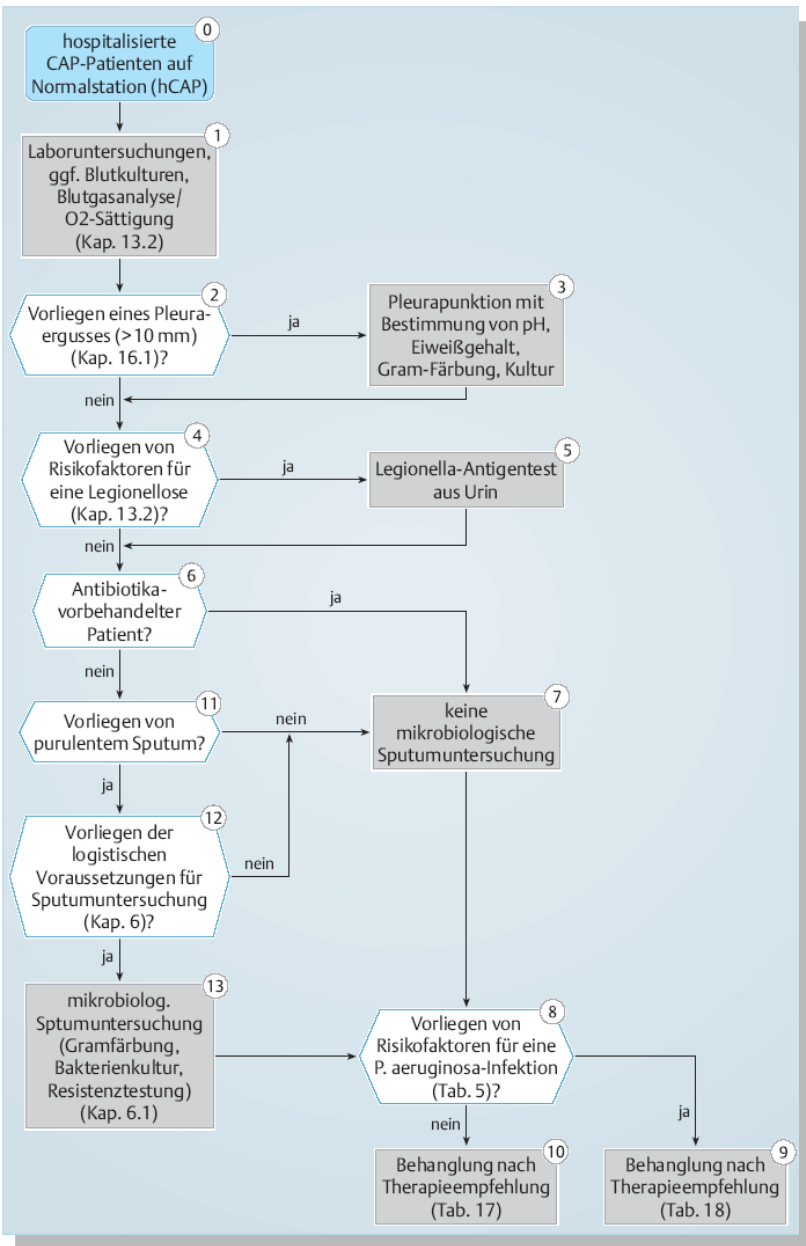 0
hospitalisierte
CAP-Patienten auf
Normalstation (hCAP)
1
Laboruntersuchungen,
ggf. Blutkulturen,
Blutgasanalyse/
O2-Sättigung
(Kap. 13.2)
2
Vorliegen eines Pleura-
ergusses (>10 mm)
(Kap. 16.1)?
ja
3
Pleurapunktion mit
Bestimmung von pH,
Eiweißgehalt,
Gram-Färbung, Kultur
nein
4
Vorliegen von
Risikofaktoren für
eine Legionellose
(Kap. 13.2)?
ja
5
Legionella-Antigentest
aus Urin
nein
6
Antibiotika-
vorbehandelter
Patient?
ja
nein
11
Vorliegen von
purulentem Sputum?
nein
7
keine
mikrobiologische
Sputumuntersuchung
ja
12
Vorliegen der
logistischen
Voraussetzungen für
Sputumuntersuchung
(Kap. 6)?
nein
ja
13
mikrobiolog.
Sptumuntersuchung
(Gramfärbung,
Bakterienkultur,
Resistenztestung)
(Kap. 6.1)
8
Vorliegen von
Risikofaktoren für eine
P. aeruginosa-Infektion
(Tab. 5)?
nein
ja
10
Behanglung nach
Therapieempfehlung
(Tab. 17)
9
Behanglung nach
Therapieempfehlung
(Tab. 18)